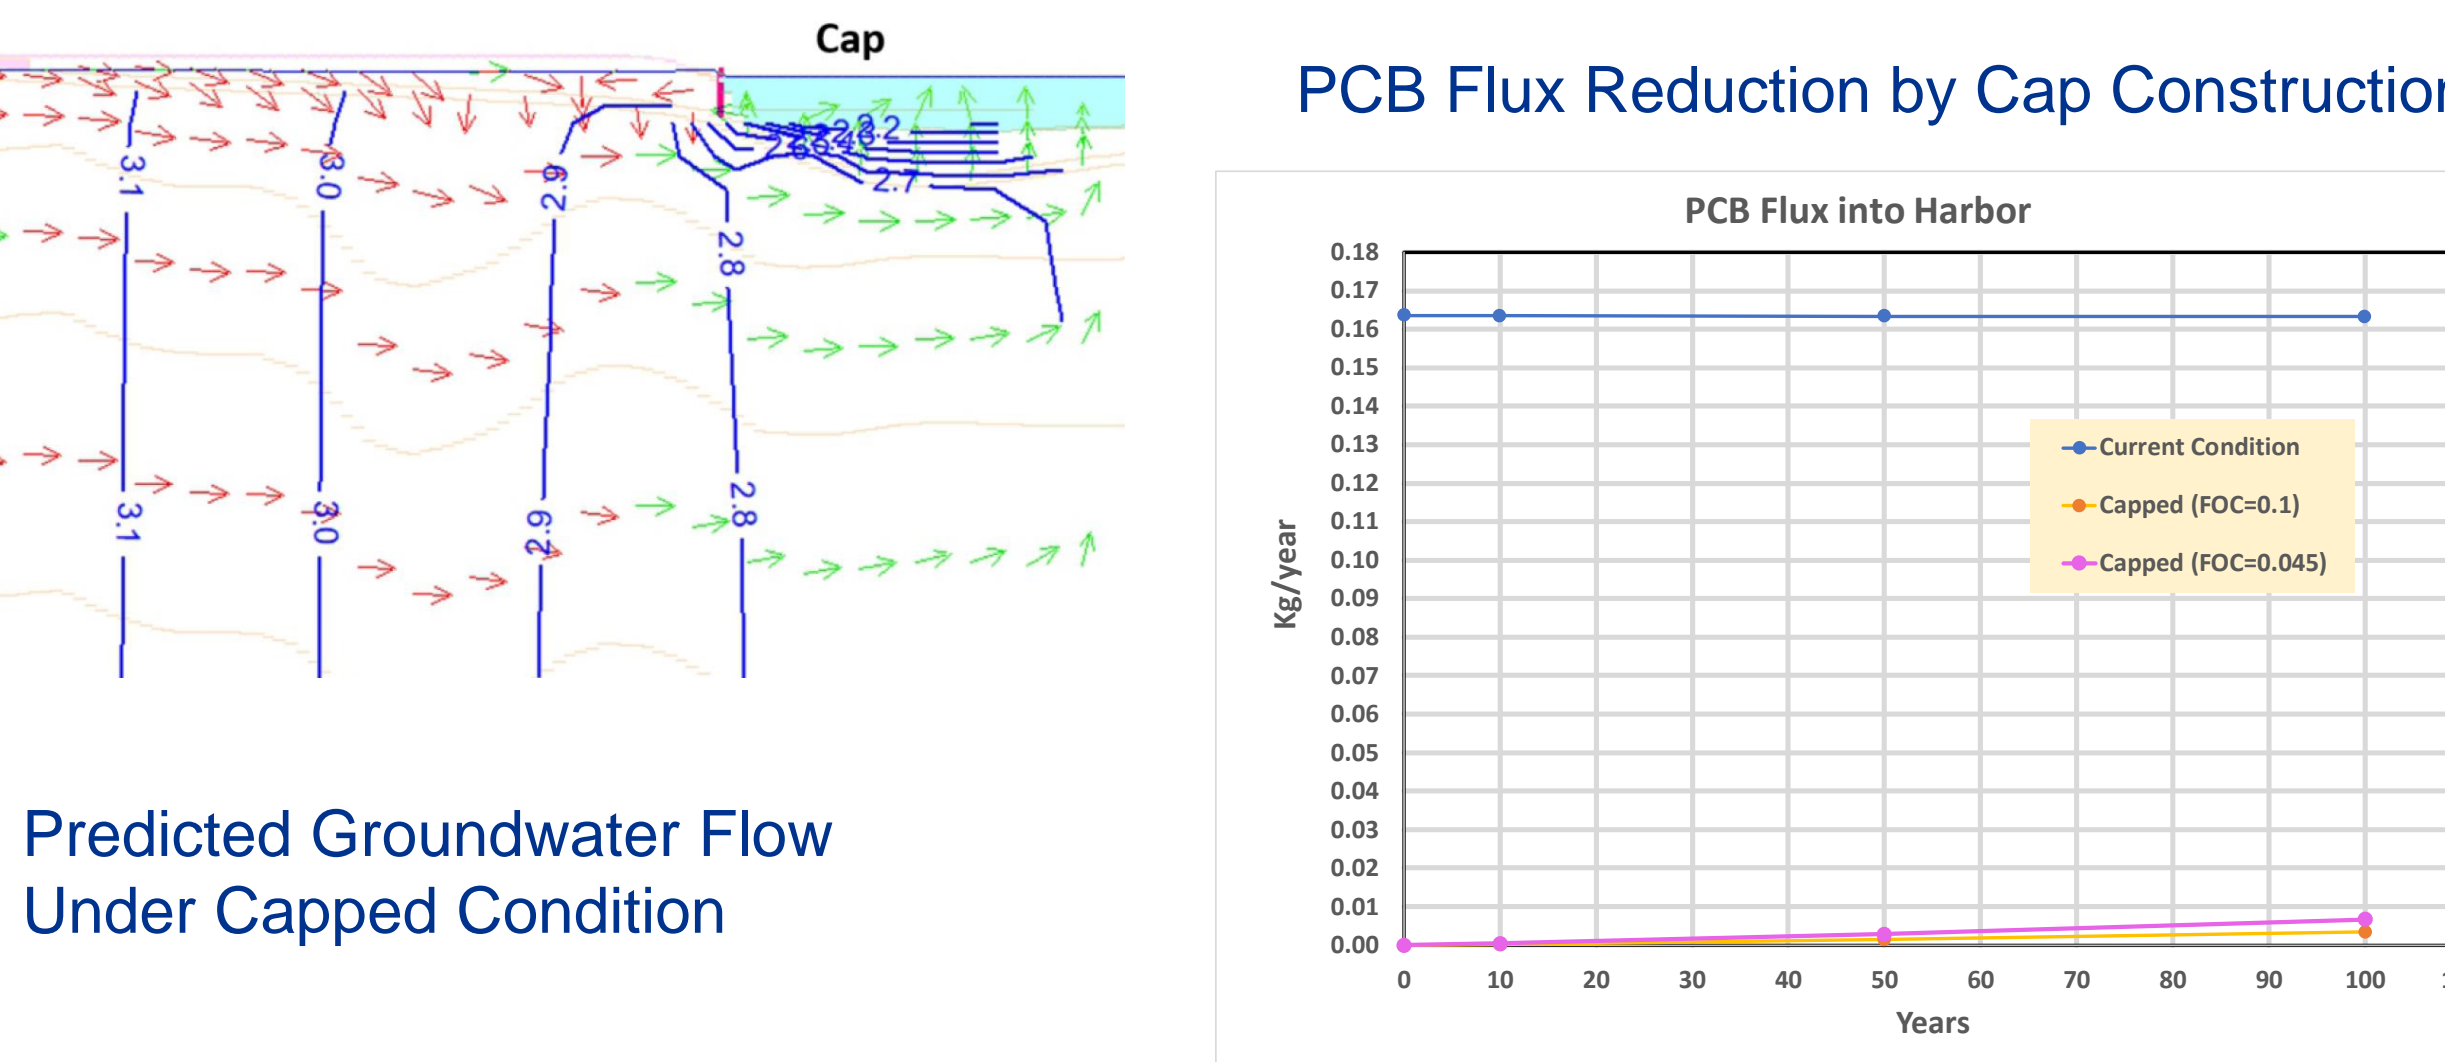 Cap
3.1
3.0
2.9
2.8
2.7
3.1
3.0
2.9
2.8
Predicted Groundwater Flow
Under Capped Condition
PCB Flux Reduction by Cap Construction
PCB Flux into Harbor
0.18
0.17
0.16
0.15
0.14
0.13
0.12
0.11
0.10
0.09
0.08
0.07
0.06
0.05
0.04
0.03
0.02
0.01
0.00
Kg/year
Current Condition
Capped (FOC=0.1)
Capped (FOC=0.045)
0 10 20 30 40 50 60 70 80 90 100
Years